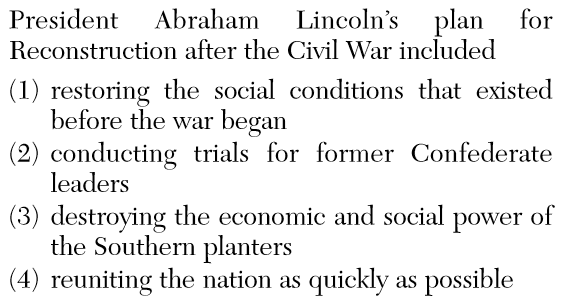 President Abraham Lincoln’s plan for
Reconstruction after the Civil War included
(1) restoring the social conditions that existed
before the war began
(2) conducting trials for former Confederate
leaders
(3) destroying the economic and social power of
the Southern planters
(4) reuniting the nation as quickly as possible